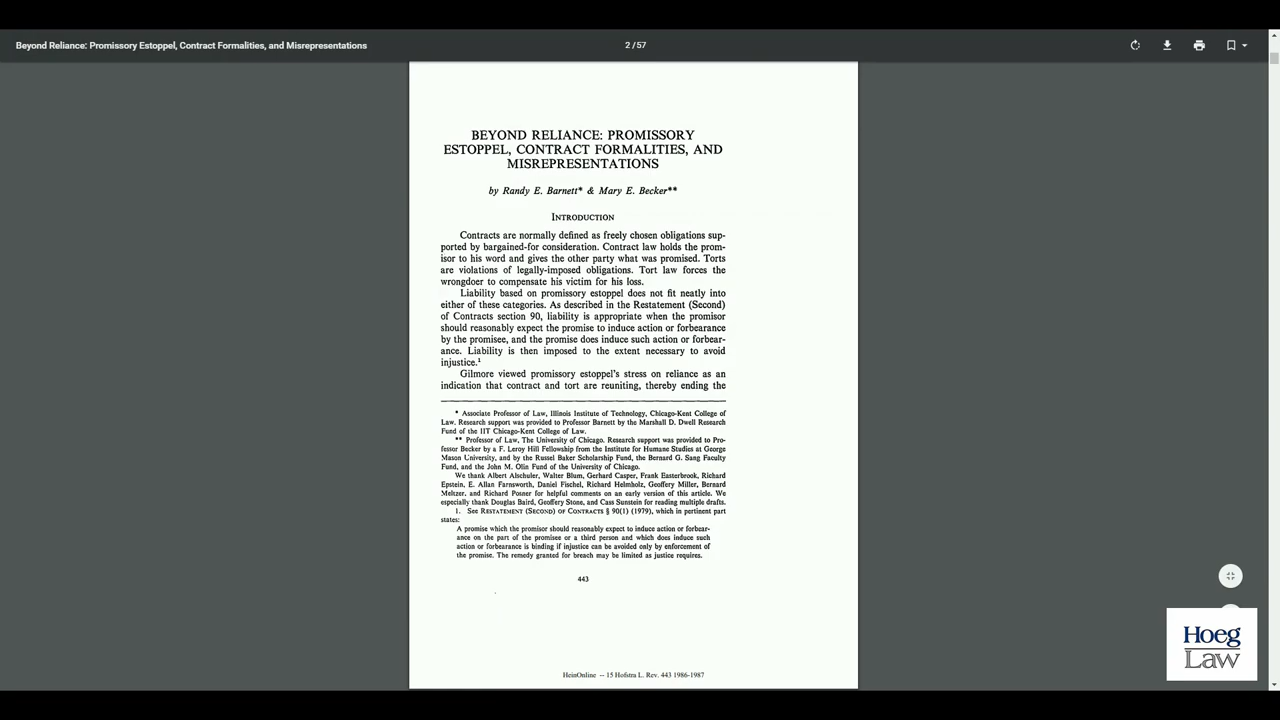 Beyond Reliance: Promissory Estoppel, Contract Formalities, and Misrepresentations
2 / 57
BEYOND RELIANCE: PROMISSORY
ESTOPPEL, CONTRACT FORMALITIES, AND
MISREPRESENTATIONS
by Randy E. Barnett* & Mary E. Becker**
INTRODUCTION
Contracts are normally defined as freely chosen obligations sup-
ported by bargained-for consideration. Contract law holds the prom-
isor to his word and gives the other party what was promised. Torts
are violations of legally-imposed obligations. Tort law forces the
wrongdoer to compensate his victim for his loss.
Liability based on promissory estoppel does not fit neatly into
either of these categories. As described in the Restatement (Second)
of Contracts section 90, liability is appropriate when the promisor
should reasonably expect the promise to induce action or forbearance
by the promisee, and the promise does induce such action or forbear-
ance. Liability is then imposed to the extent necessary to avoid
injustice.¹
Gilmore viewed promissory estoppel's stress on reliance as an
indication that contract and tort are reuniting, thereby ending the
* Associate Professor of Law, Illinois Institute of Technology, Chicago-Kent College of
Law. Research support was provided to Professor Barnett by the Marshall D. Dwell Research
Fund of the IIT Chicago-Kent College of Law.
** Professor of Law, The University of Chicago. Research support was provided to Pro-
fessor Becker by a F. Leroy Hill Fellowship from the Institute for Humane Studies at George
Mason University, and by the Russel Baker Scholarship Fund, the Bernard G. Sang Faculty
Fund, and the John M. Olin Fund of the University of Chicago.
We thank Albert Alschuler, Walter Blum, Gerhard Casper, Frank Easterbrook, Richard
Epstein, E. Allan Farnsworth, Daniel Fischel, Richard Helmholz, Geoffery Miller, Bernard
Meltzer, and Richard Posner for helpful comments on an early version of this article. We
especially thank Douglas Baird, Geoffery Stone, and Cass Sunstein for reading multiple drafts.
1. See RESTATEMENT (SECOND) OF CONTRACTS § 90(1) (1979), which in pertinent part
states:
A promise which the promisor should reasonably expect to induce action or forbear-
ance on the part of the promisee or a third person and which does induce such
action or forbearance is binding if injustice can be avoided only by enforcement of
the promise. The remedy granted for breach may be limited as justice requires.
443
HeinOnline -- 15 Hofstra L. Rev. 443 1986-1987
Hoeg
Law